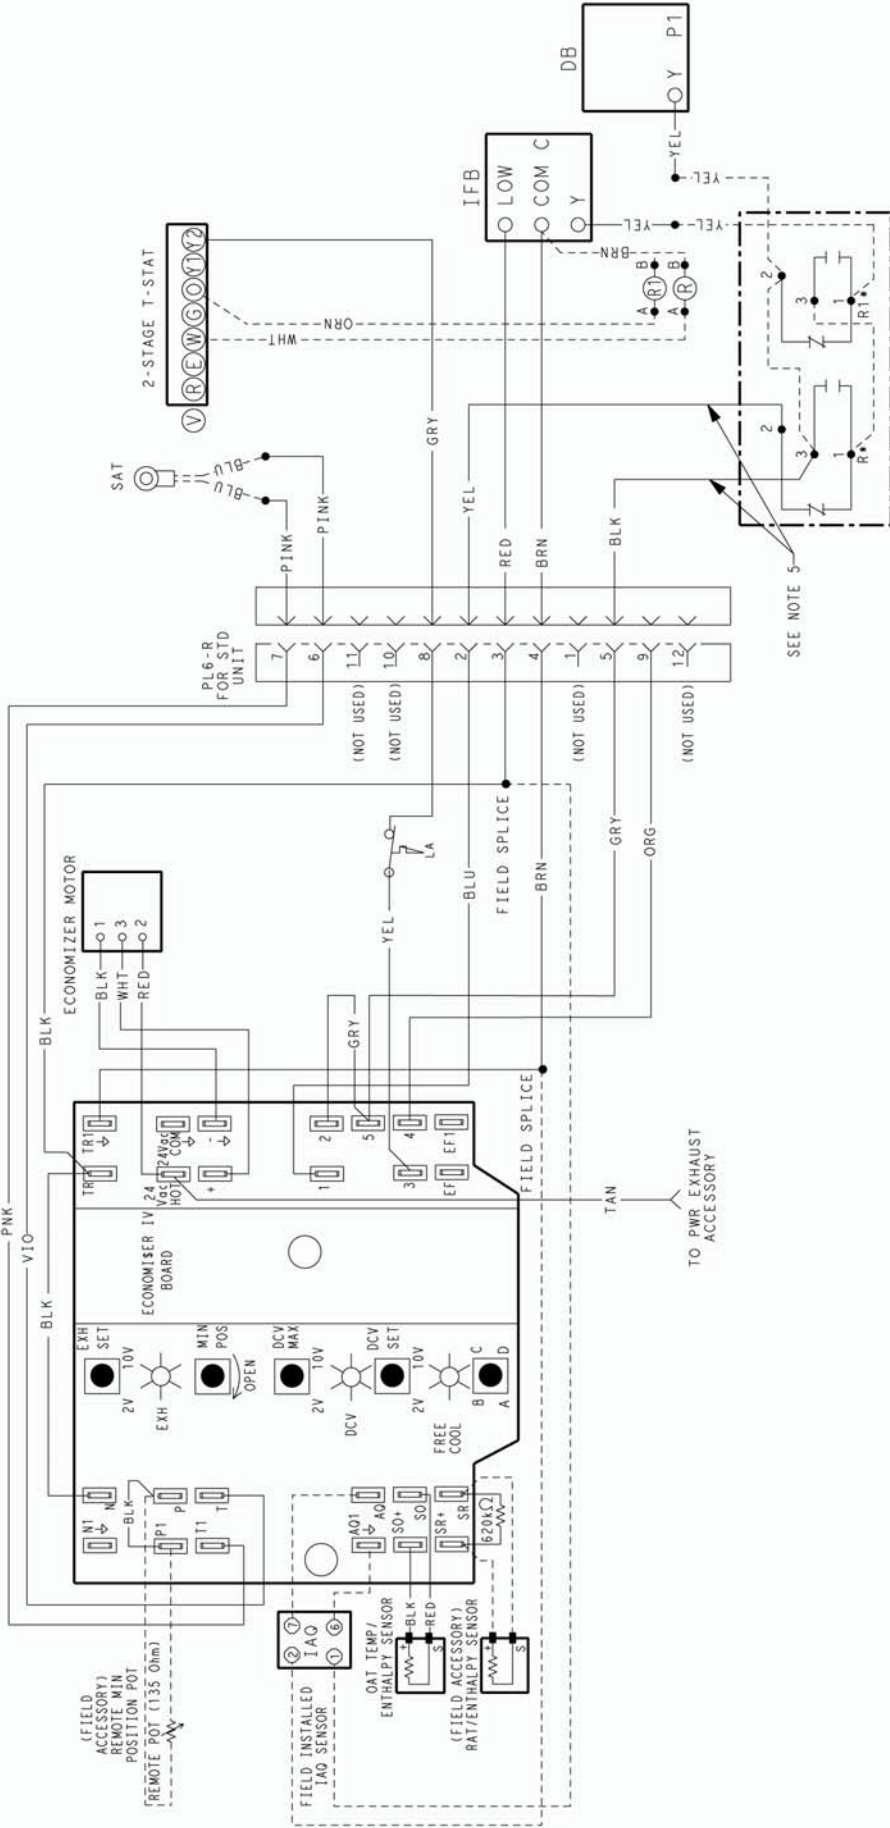 DB
P1
Y
YEL
YEL
IFB
LOW
COM C
Y
YEL
YEL
BRN
B
B
R1
R
A
A
2
3
1
R1*
2
3
1
R*
2-STAGE T-STAT
V R E W G O Y1 Y2
ORN
WHT
SAT
BLU
BLU
GRY
PINK
PINK
YEL
RED
BRN
BLK
SEE NOTE 5
PL6-R
FOR STD
UNIT
7
6
11
10
8
2
3
4
1
5
9
12
(NOT USED)
(NOT USED)
(NOT USED)
(NOT USED)
ECONOMIZER MOTOR
1
3
2
BLK
WHT
RED
BLK
LA
YEL
BLU
FIELD SPLICE
BRN
GRY
ORG
GRY
FIELD SPLICE
TAN
TO PWR EXHAUST
ACCESSORY
PNK
VIO
BLK
TR1
TR
24Vac
COM
24
Vac
HOT
-
+
2
1
5
4
3
EF1
EF
ECONOMI$ER IV
BOARD
EXH
SET
2V 10V
EXH
MIN
POS
OPEN
DCV
MAX
2V 10V
DCV
DCV
SET
2V 10V
FREE
COOL
B C
A D
N1
N
BLK
P1
P
T1
T
AQ1
AQ
SO+
SO
SR+
SR
620kΩ
(FIELD
ACCESSORY)
REMOTE MIN
POSITION POT
REMOTE POT (135 Ohm)
FIELD INSTALLED
IAQ SENSOR
2 7
IAQ
1 6
OAT TEMP/
ENTHALPY SENSOR
BLK
RED
+
S
(FIELD ACCESSORY)
RAT/ENTHALPY SENSOR
+
S